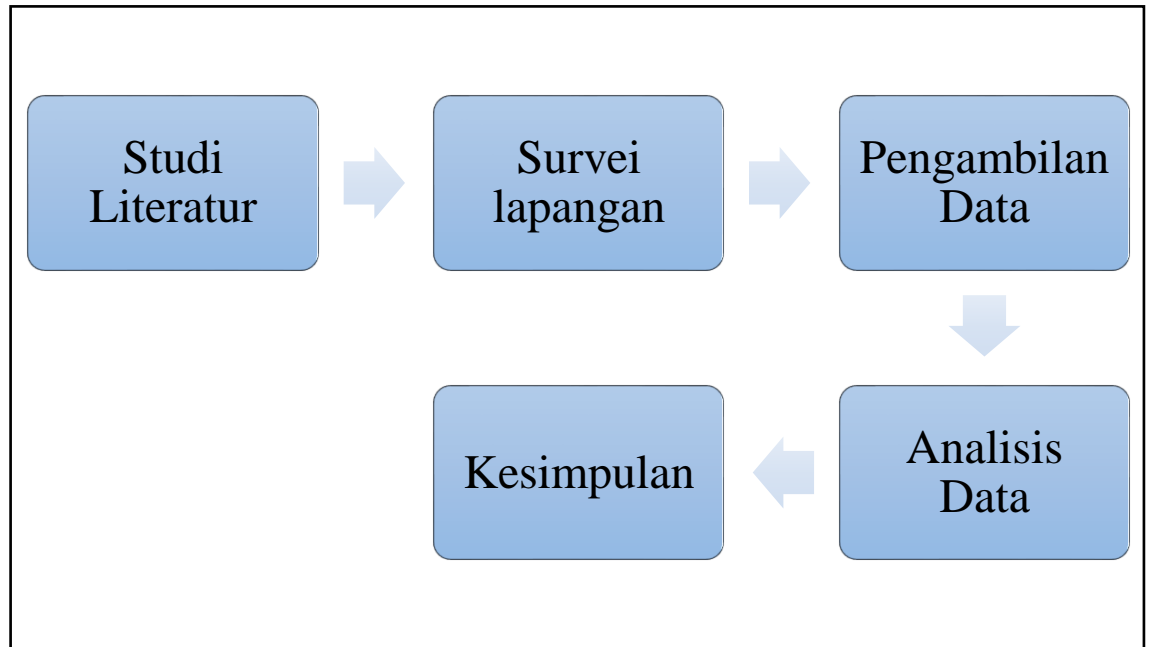 Studi
Literatur
Survei
lapangan
Pengambilan
Data
Analisis
Data
Kesimpulan